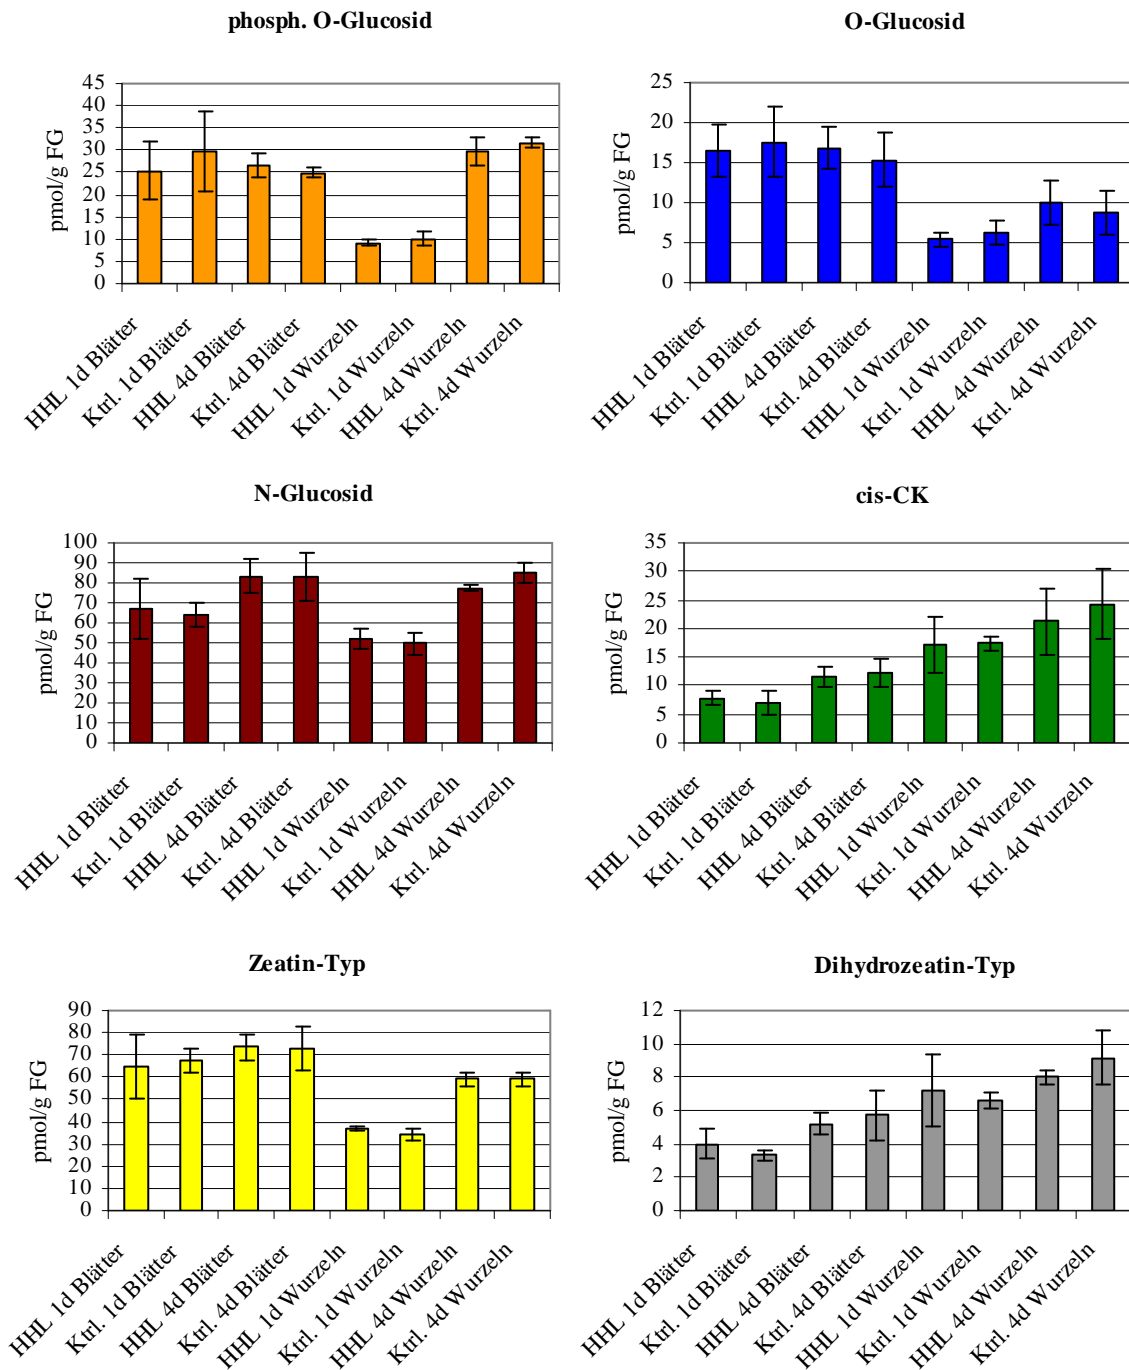 phosph. O-Glucosid
pmol/g FG
45
40
35
30
25
20
15
10
5
0
HHL 1d Blätter
Ktrl. 1d Blätter
HHL 4d Blätter
Ktrl. 4d Blätter
HHL 1d Wurzeln
Ktrl. 1d Wurzeln
HHL 4d Wurzeln
Ktrl. 4d Wurzeln
O-Glucosid
pmol/g FG
25
20
15
10
5
0
HHL 1d Blätter
Ktrl. 1d Blätter
HHL 4d Blätter
Ktrl. 4d Blätter
HHL 1d Wurzeln
Ktrl. 1d Wurzeln
HHL 4d Wurzeln
Ktrl. 4d Wurzeln
N-Glucosid
pmol/g FG
100
90
80
70
60
50
40
30
20
10
0
HHL 1d Blätter
Ktrl. 1d Blätter
HHL 4d Blätter
Ktrl. 4d Blätter
HHL 1d Wurzeln
Ktrl. 1d Wurzeln
HHL 4d Wurzeln
Ktrl. 4d Wurzeln
cis-CK
pmol/g FG
35
30
25
20
15
10
5
0
HHL 1d Blätter
Ktrl. 1d Blätter
HHL 4d Blätter
Ktrl. 4d Blätter
HHL 1d Wurzeln
Ktrl. 1d Wurzeln
HHL 4d Wurzeln
Ktrl. 4d Wurzeln
Zeatin-Typ
pmol/g FG
90
80
70
60
50
40
30
20
10
0
HHL 1d Blätter
Ktrl. 1d Blätter
HHL 4d Blätter
Ktrl. 4d Blätter
HHL 1d Wurzeln
Ktrl. 1d Wurzeln
HHL 4d Wurzeln
Ktrl. 4d Wurzeln
Dihydrozeatin-Typ
pmol/g FG
12
10
8
6
4
2
0
HHL 1d Blätter
Ktrl. 1d Blätter
HHL 4d Blätter
Ktrl. 4d Blätter
HHL 1d Wurzeln
Ktrl. 1d Wurzeln
HHL 4d Wurzeln
Ktrl. 4d Wurzeln